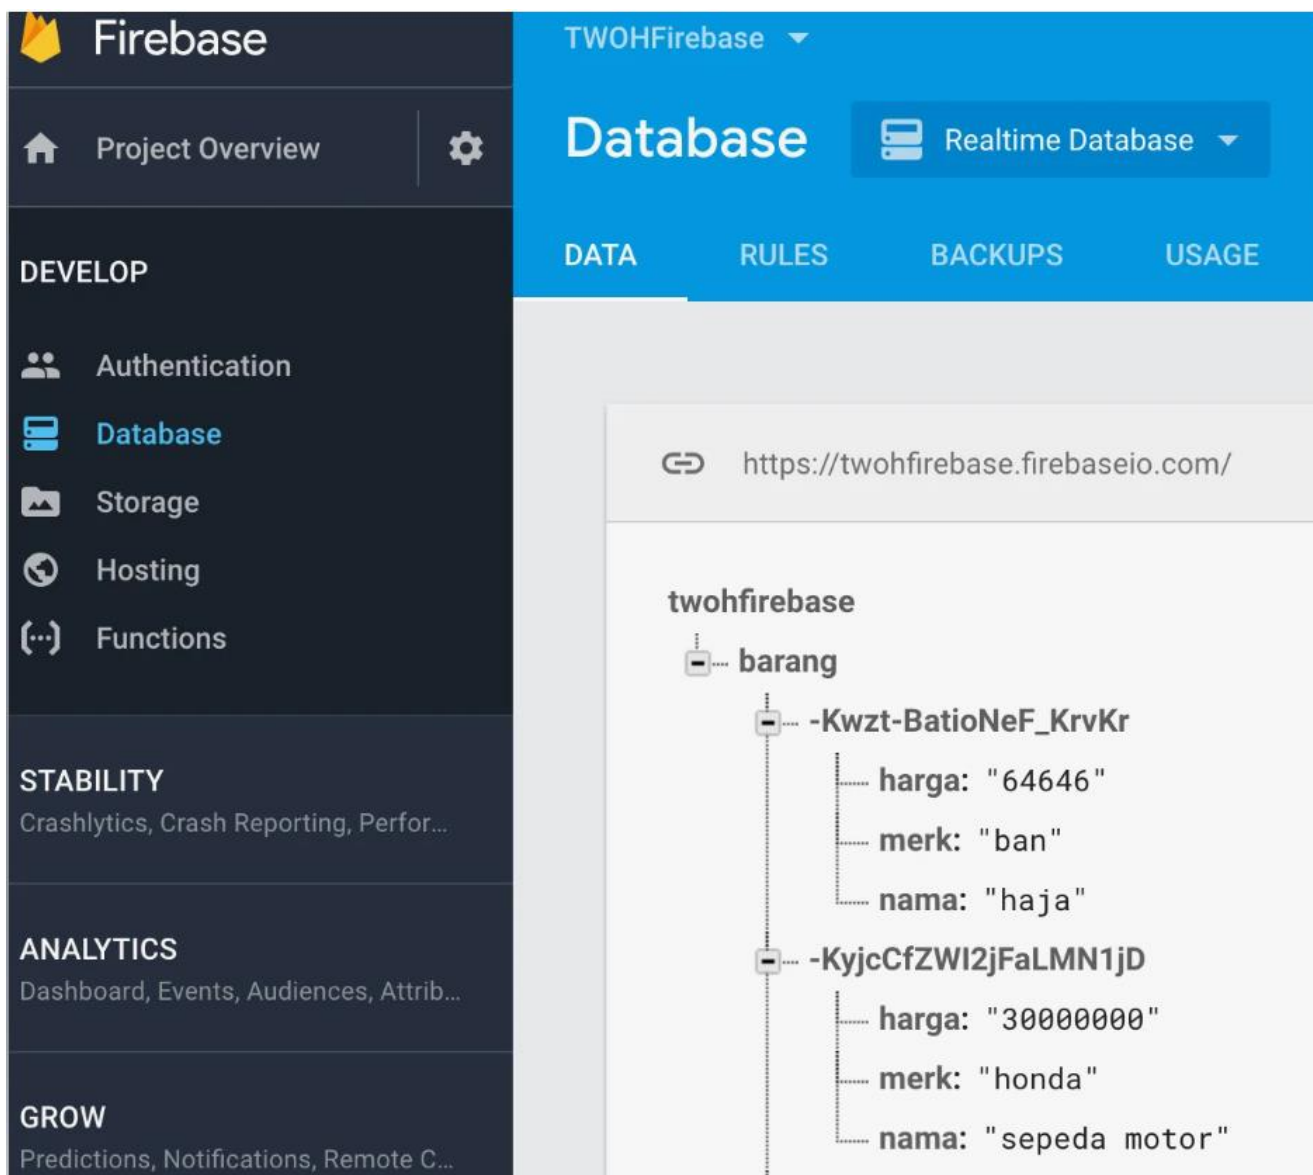 Firebase
Project Overview
DEVELOP
Authentication
Database
Storage
Hosting
Functions
STABILITY
Crashlytics, Crash Reporting, Perfor...
ANALYTICS
Dashboard, Events, Audiences, Attrib...
GROW
Predictions, Notifications, Remote C...
TWOHFirebase
Database
Realtime Database
DATA RULES BACKUPS USAGE
https://twohfirebase.firebaseio.com/
twohfirebase
barang
-Kwzt-BatioNeF_KrvKr
harga: "64646"
merk: "ban"
nama: "haja"
-KyjcCfZWI2jFaLMN1jD
harga: "30000000"
merk: "honda"
nama: "sepeda motor"